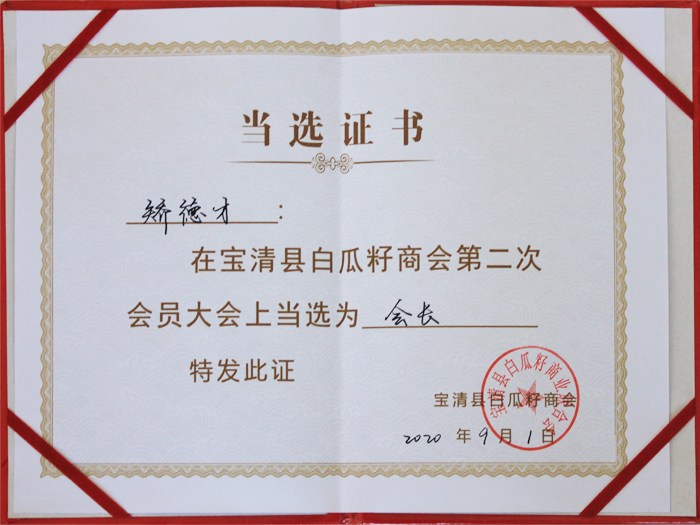 当选证书
矫德才：
在宝清县白瓜籽商会第二次
会员大会上当选为 会长
特发此证
宝清县白瓜籽商会
2020 年 9 月 1 日
宝清县白瓜籽商业联合会